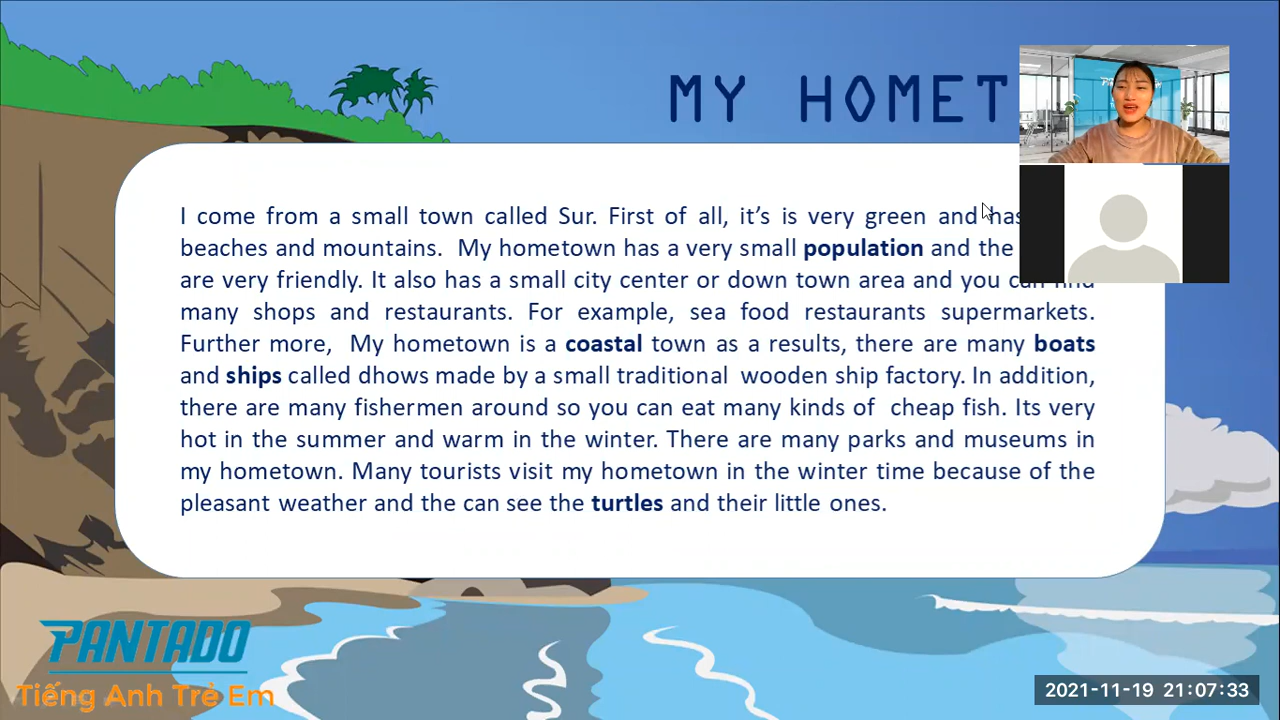 MY HOMET
I come from a small town called Sur. First of all, it’s is very green and has
beaches and mountains. My hometown has a very small population and the
are very friendly. It also has a small city center or down town area and you can find
many shops and restaurants. For example, sea food restaurants supermarkets.
Further more, My hometown is a coastal town as a results, there are many boats
and ships called dhows made by a small traditional wooden ship factory. In addition,
there are many fishermen around so you can eat many kinds of cheap fish. Its very
hot in the summer and warm in the winter. There are many parks and museums in
my hometown. Many tourists visit my hometown in the winter time because of the
pleasant weather and the can see the turtles and their little ones.
PANTADO
Tiếng Anh Trẻ Em
2021-11-19 21:07:33